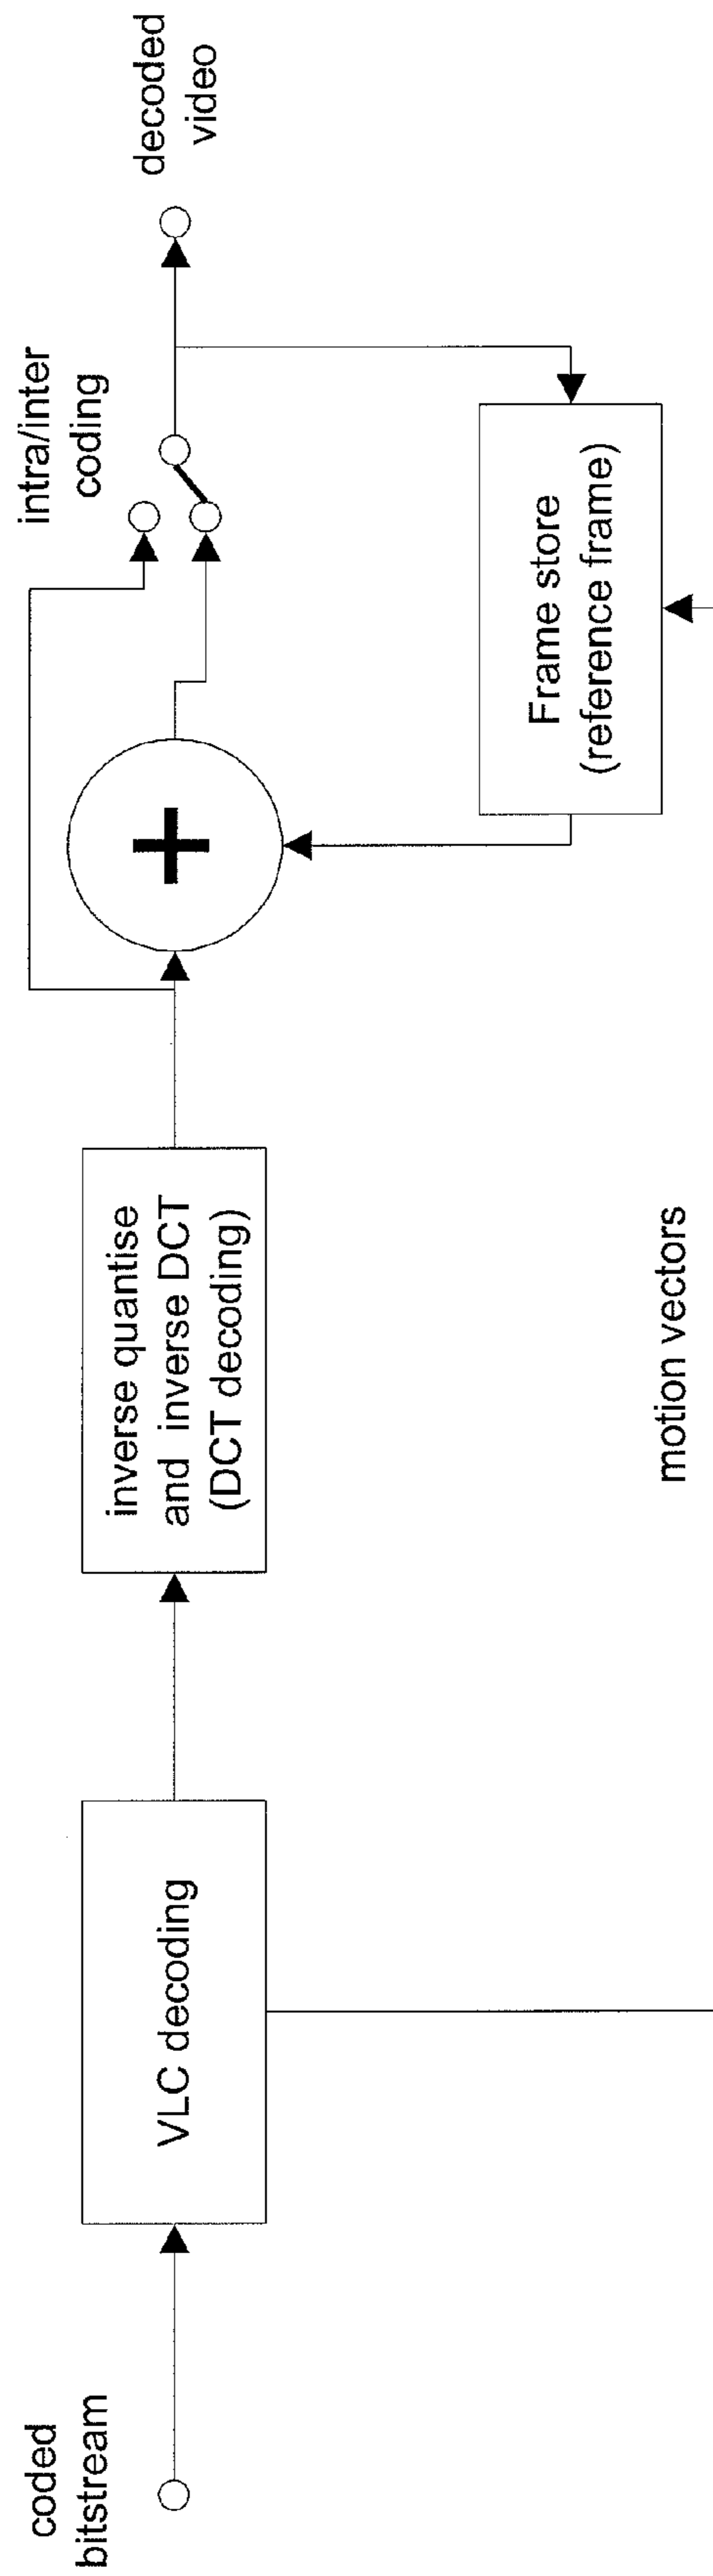 coded
bitstream
VLC decoding
inverse quantise
and inverse DCT
(DCT decoding)
motion vectors
+
intra/inter
coding
Frame store
(reference frame)
decoded
video